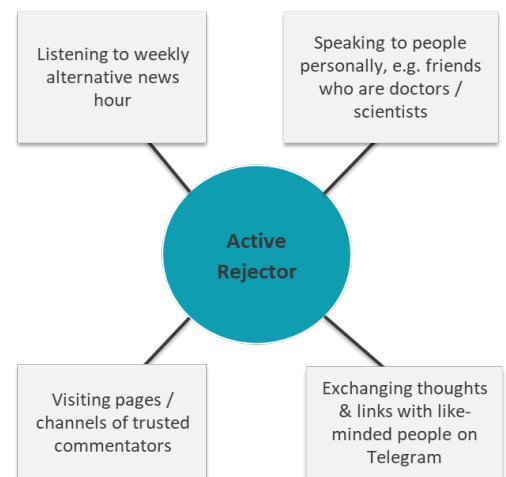 Listening to weekly
alternative news
hour
Speaking to people
personally, e.g. friends
who are doctors /
scientists
Active
Rejector
Visiting pages /
channels of trusted
commentators
Exchanging thoughts
& links with like-
minded people on
Telegram